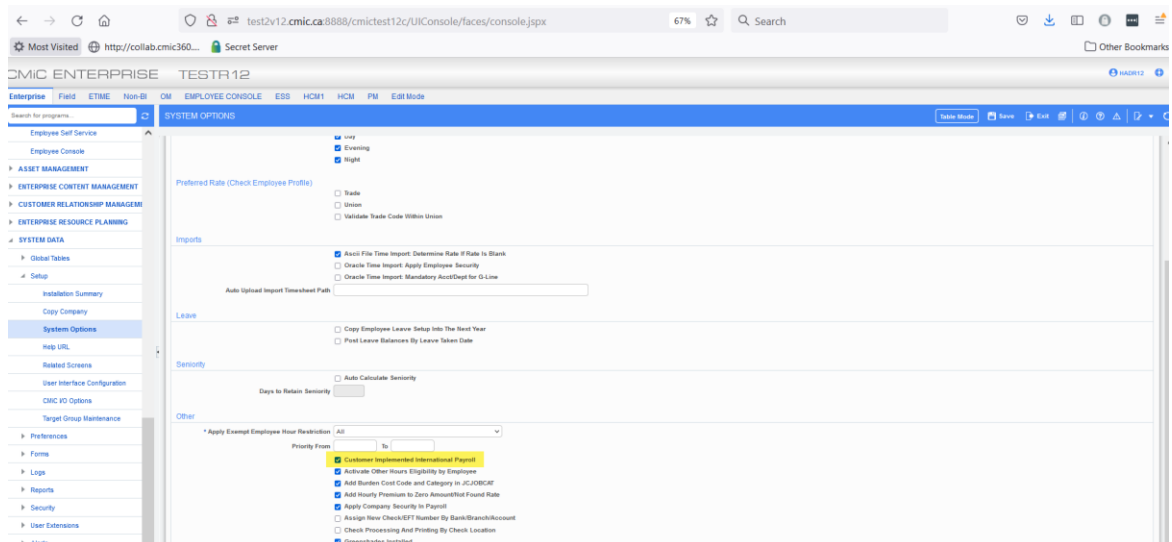 test2v12.cmic.ca:8888/cmictest12c/UIConsole/faces/console.jspx 67% Search
Most Visited http://collab.cmic360.... Secret Server Other Bookmarks
CMiC ENTERPRISE TESTR12 HADR12
Enterprise Field ETIME Non-BI OM EMPLOYEE CONSOLE ESS HCM1 HCM PM Edit Mode
Search for programs... SYSTEM OPTIONS Table Mode Save Exit
Employee Self Service
Employee Console
ASSET MANAGEMENT
ENTERPRISE CONTENT MANAGEMENT
CUSTOMER RELATIONSHIP MANAGEM
ENTERPRISE RESOURCE PLANNING
SYSTEM DATA
Global Tables
Setup
Installation Summary
Copy Company
System Options
Help URL
Related Screens
User Interface Configuration
CMiC I/O Options
Target Group Maintenance
Preferences
Forms
Logs
Reports
Security
User Extensions
Day
Evening
Night
Preferred Rate (Check Employee Profile)
Trade
Union
Validate Trade Code Within Union
Imports
Ascii File Time Import: Determine Rate If Rate Is Blank
Oracle Time Import: Apply Employee Security
Oracle Time Import: Mandatory Acct/Dept for G-Line
Auto Upload Import Timesheet Path
Leave
Copy Employee Leave Setup Into The Next Year
Post Leave Balances By Leave Taken Date
Seniority
Auto Calculate Seniority
Days to Retain Seniority
Other
* Apply Exempt Employee Hour Restriction All
Priority From To
Customer Implemented International Payroll
Activate Other Hours Eligibility by Employee
Add Burden Cost Code and Category in JCJOBCAT
Add Hourly Premium to Zero Amount/Not Found Rate
Apply Company Security In Payroll
Assign New Check/EFT Number By Bank/Branch/Account
Check Processing And Printing By Check Location
Greenshades Installed